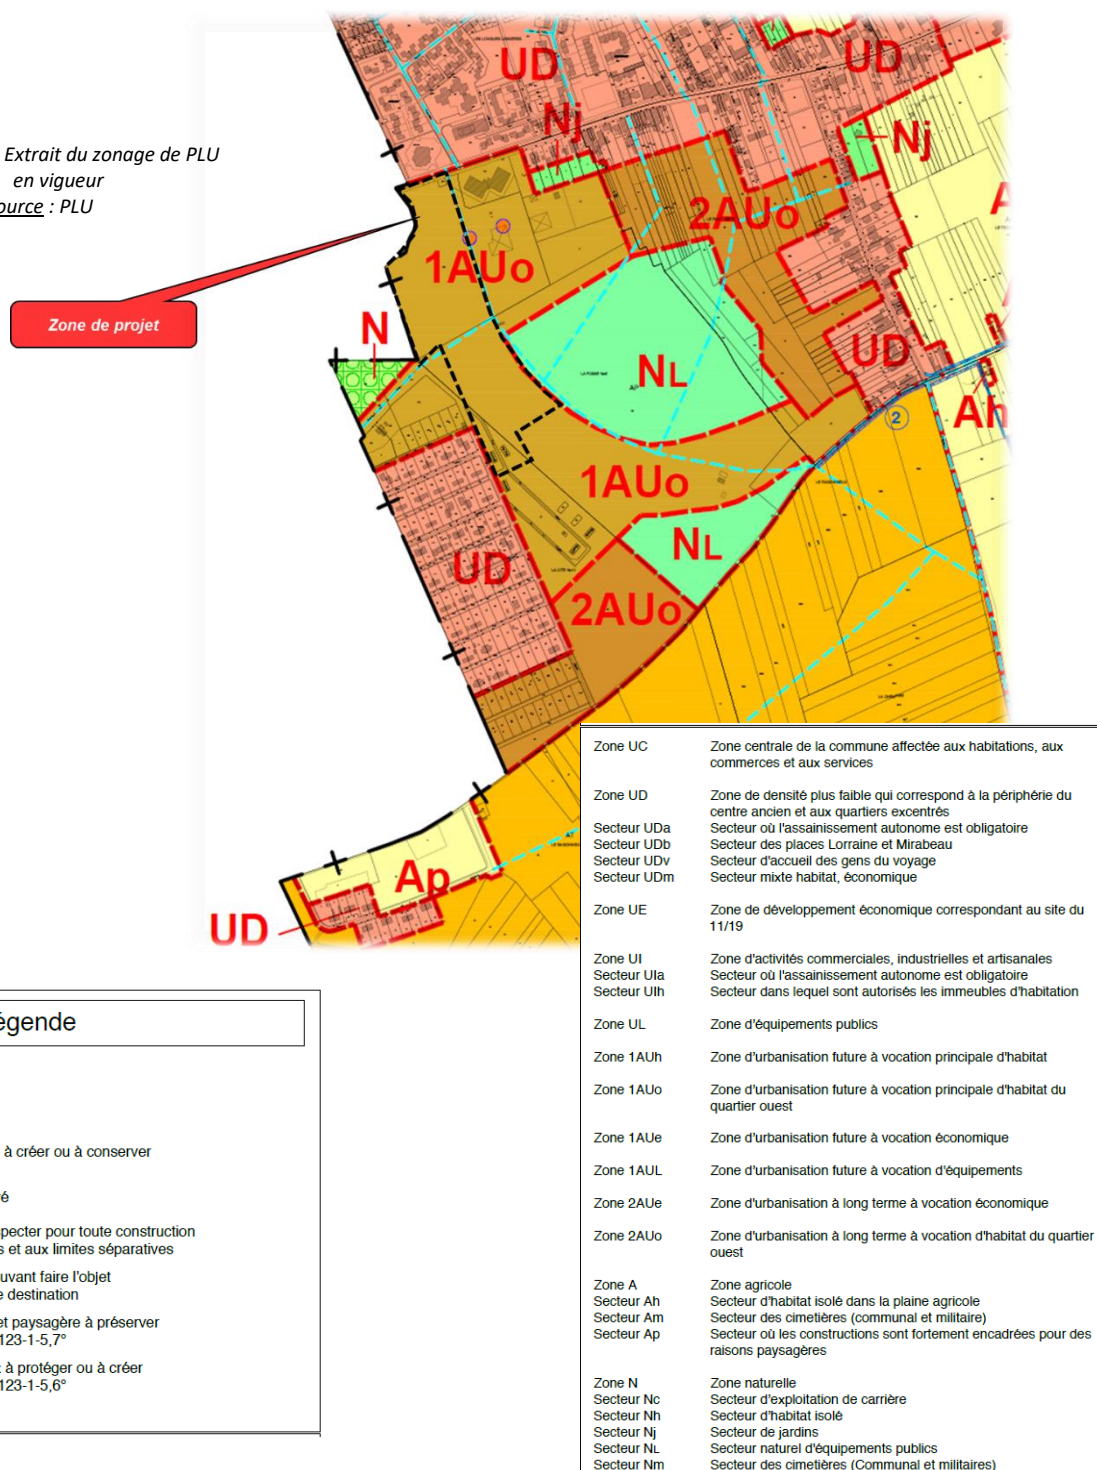 Extrait du zonage de PLU
en vigueur
ource : PLU
Zone de projet
UD
UD
Nj
Nj
2AUo
1AUo
A
N
NL
UD
Ah
2
1AUo
NL
UD
2AUo
Ap
UD
égende
à créer ou à conserver
é
specter pour toute construction
s et aux limites séparatives
uvant faire l'objet
e destination
et paysagère à préserver
123-1-5,7°
à protéger ou à créer
123-1-5,6°
Zone UC Zone centrale de la commune affectée aux habitations, aux
commerces et aux services
Zone UD Zone de densité plus faible qui correspond à la périphérie du
centre ancien et aux quartiers excentrés
Secteur UDa Secteur où l'assainissement autonome est obligatoire
Secteur UDb Secteur des places Lorraine et Mirabeau
Secteur UDv Secteur d'accueil des gens du voyage
Secteur UDm Secteur mixte habitat, économique
Zone UE Zone de développement économique correspondant au site du
11/19
Zone UI Zone d'activités commerciales, industrielles et artisanales
Secteur UIa Secteur où l'assainissement autonome est obligatoire
Secteur UIh Secteur dans lequel sont autorisés les immeubles d'habitation
Zone UL Zone d'équipements publics
Zone 1AUh Zone d'urbanisation future à vocation principale d'habitat
Zone 1AUo Zone d'urbanisation future à vocation principale d'habitat du
quartier ouest
Zone 1AUe Zone d'urbanisation future à vocation économique
Zone 1AUL Zone d'urbanisation future à vocation d'équipements
Zone 2AUe Zone d'urbanisation à long terme à vocation économique
Zone 2AUo Zone d'urbanisation à long terme à vocation d'habitat du quartier
ouest
Zone A Zone agricole
Secteur Ah Secteur d'habitat isolé dans la plaine agricole
Secteur Am Secteur des cimetières (communal et militaire)
Secteur Ap Secteur où les constructions sont fortement encadrées pour des
raisons paysagères
Zone N Zone naturelle
Secteur Nc Secteur d'exploitation de carrière
Secteur Nh Secteur d'habitat isolé
Secteur Nj Secteur de jardins
Secteur NL Secteur naturel d'équipements publics
Secteur Nm Secteur des cimetières (Communal et militaires)